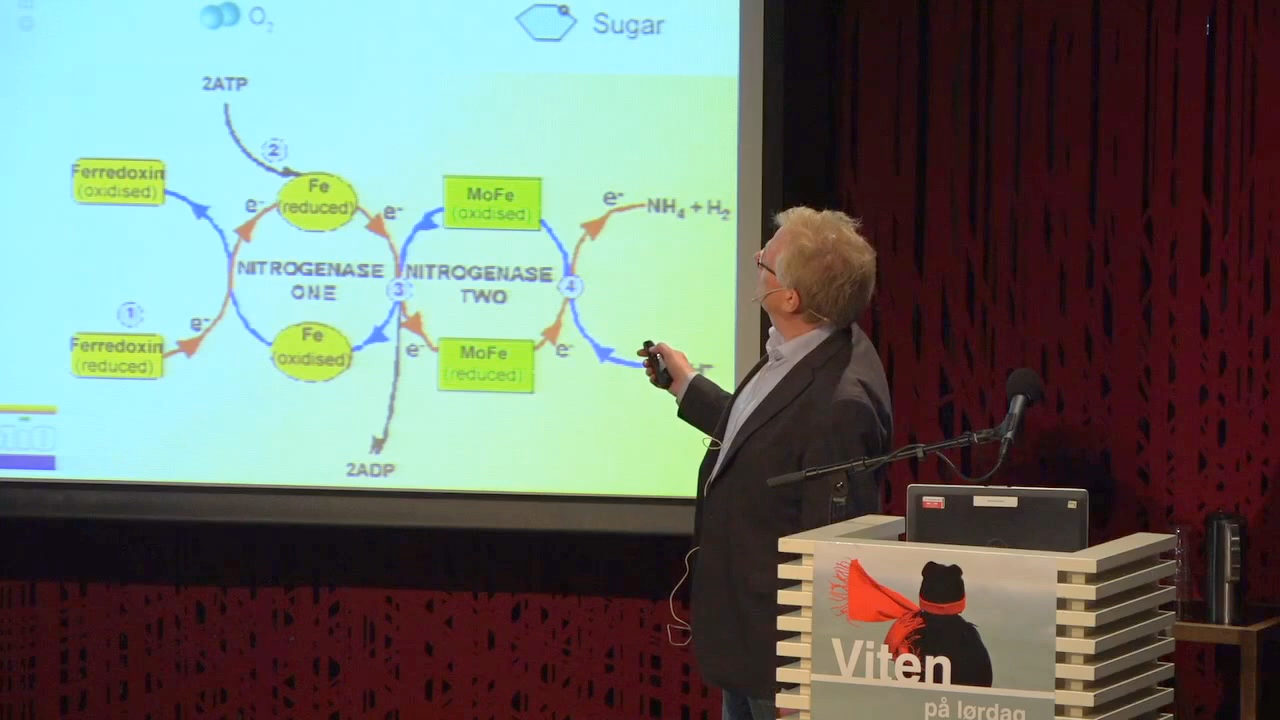 O₂
Sugar
2ATP
2
Ferredoxin
(oxidised)
Fe
(reduced)
MoFe
(oxidised)
e-
e-
e-
NH₄ + H₂
NITROGENASE
ONE
NITROGENASE
TWO
3
4
1
Ferredoxin
(reduced)
e-
Fe
(oxidised)
e-
MoFe
(reduced)
e-
2ADP
Viten
på lørdag